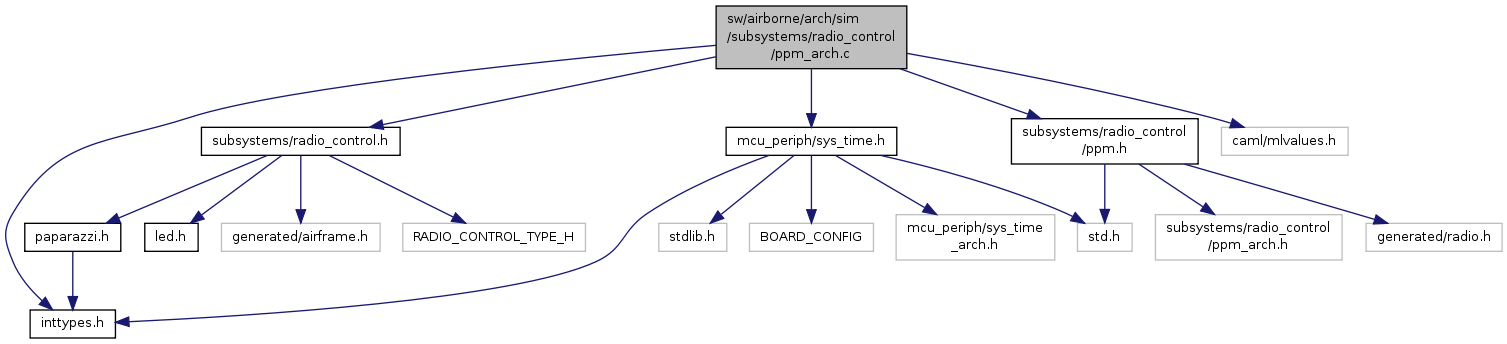 sw/airborne/arch/sim
/subsystems/radio_control
/ppm_arch.c
subsystems/radio_control.h
mcu_periph/sys_time.h
subsystems/radio_control
/ppm.h
caml/mlvalues.h
paparazzi.h
led.h
generated/airframe.h
RADIO_CONTROL_TYPE_H
stdlib.h
BOARD_CONFIG
mcu_periph/sys_time
_arch.h
std.h
subsystems/radio_control
/ppm_arch.h
generated/radio.h
inttypes.h